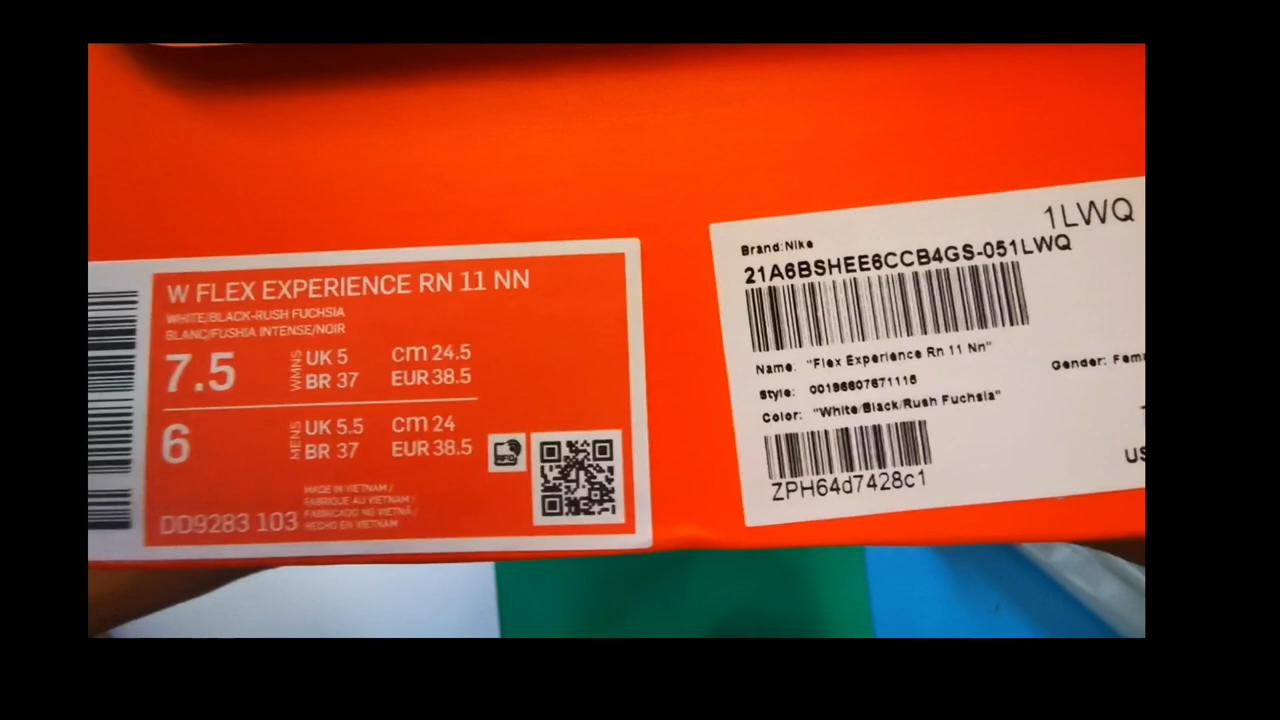 W FLEX EXPERIENCE RN 11 NN
WHITE/BLACK-RUSH FUCHSIA
BLANC/FUSHIA INTENSE/NOIR
7.5 WMNS UK 5 cm 24.5
BR 37 EUR 38.5
6 MENS UK 5.5 cm 24
BR 37 EUR 38.5
RFID
MADE IN VIETNAM /
FABRIQUE AU VIETNAM /
FABRICADO NO VIETNÃ /
DD9283 103 HECHO EN VIETNAM
1LWQ
Brand:Nike
21A6BSHEE6CCB4GS-051LWQ
Name: "Flex Experience Rn 11 Nn"
Style: 00196607671115 Gender: Fem
Color: "White/Black/Rush Fuchsia"
US
ZPH64d7428c1